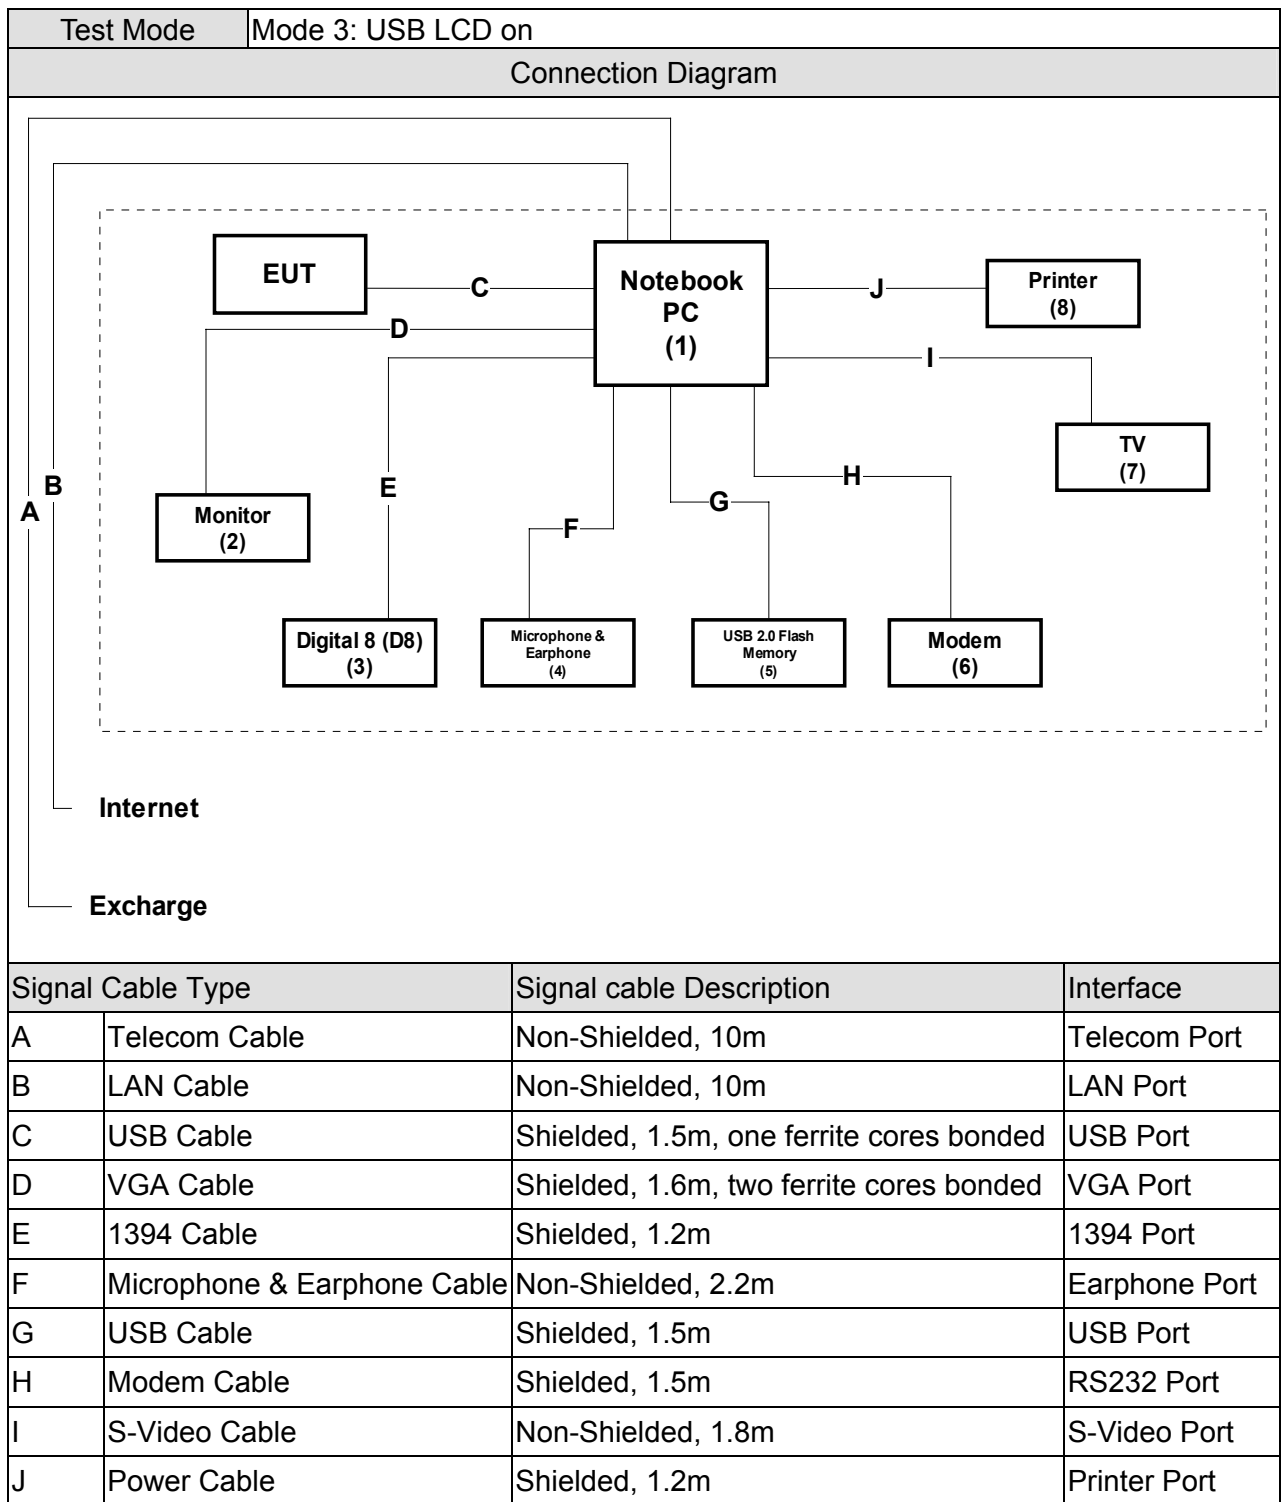 Test Mode Mode 3: USB LCD on
Connection Diagram
EUT
Notebook
PC
(1)
Printer
(8)
C
J
D
I
TV
(7)
B
A
E
H
G
F
Monitor
(2)
Digital 8 (D8)
(3)
Microphone &
Earphone
(4)
USB 2.0 Flash
Memory
(5)
Modem
(6)
Internet
Excharge
Signal Cable Type Signal cable Description Interface
A Telecom Cable Non-Shielded, 10m Telecom Port
B LAN Cable Non-Shielded, 10m LAN Port
C USB Cable Shielded, 1.5m, one ferrite cores bonded USB Port
D VGA Cable Shielded, 1.6m, two ferrite cores bonded VGA Port
E 1394 Cable Shielded, 1.2m 1394 Port
F Microphone & Earphone Cable Non-Shielded, 2.2m Earphone Port
G USB Cable Shielded, 1.5m USB Port
H Modem Cable Shielded, 1.5m RS232 Port
I S-Video Cable Non-Shielded, 1.8m S-Video Port
J Power Cable Shielded, 1.2m Printer Port